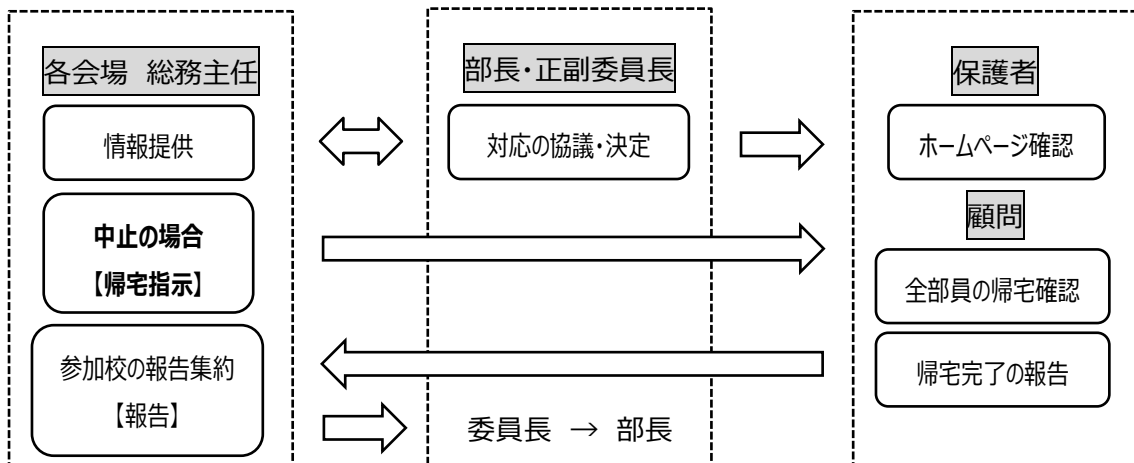 各会場 総務主任
情報提供
中止の場合
【帰宅指示】
参加校の報告集約
【報告】
部長・正副委員長
対応の協議・決定
委員長 → 部長
保護者
ホームページ確認
顧問
全部員の帰宅確認
帰宅完了の報告